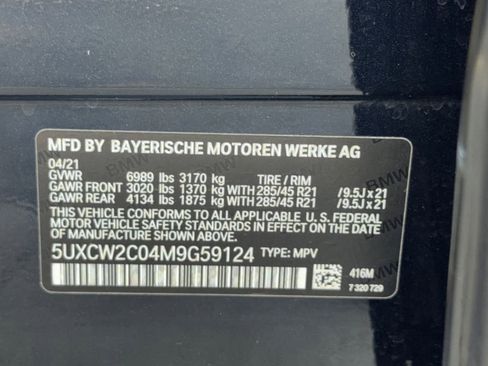 MFD BY BAYERISCHE MOTOREN WERKE AG
04/21
GVWR 6989 lbs 3170 kg TIRE / RIM
GAWR FRONT 3020 lbs 1370 kg WITH 285/45 R21 /9.5J x 21
GAWR REAR 4134 lbs 1875 kg WITH 285/45 R21 /9.5J x 21
THIS VEHICLE CONFORMS TO ALL APPLICABLE FEDERAL
MOTOR VEHICLE SAFETY STANDARDS IN EFFECT ON THE
DATE OF MANUFACTURE SHOWN ABOVE.
5UXCW2C04M9G59124 TYPE: MPV
416M
7 320 729